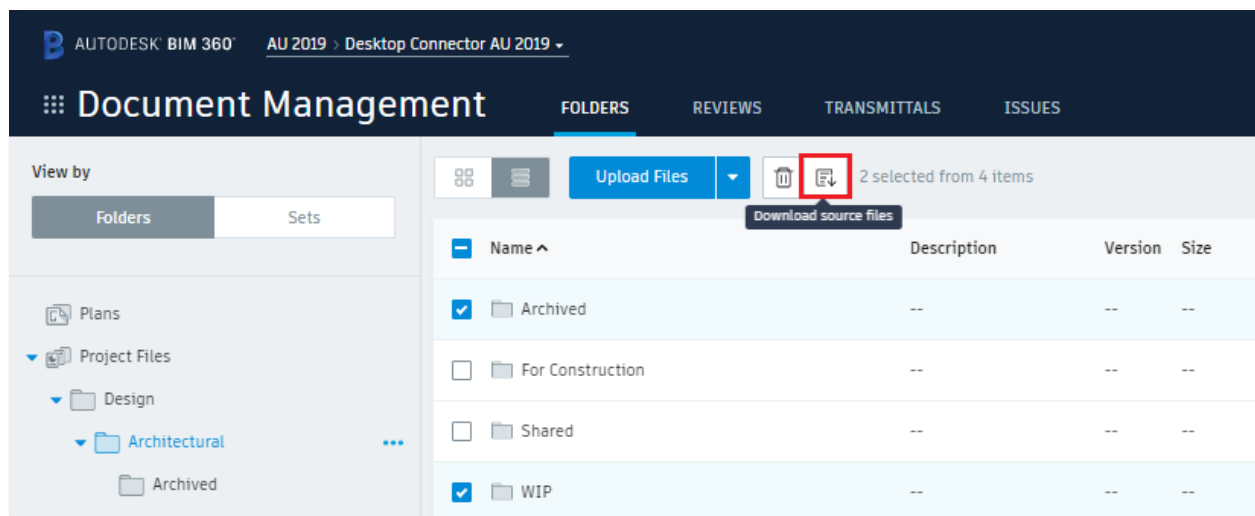 AUTODESK® BIM 360® AU 2019 > Desktop Connector AU 2019
Document Management FOLDERS REVIEWS TRANSMITTALS ISSUES
View by
Folders Sets
Plans
Project Files
Design
Architectural
Archived
Upload Files 2 selected from 4 items
Download source files
Name Description Version Size
Archived -- -- --
For Construction -- -- --
Shared -- -- --
WIP -- -- --